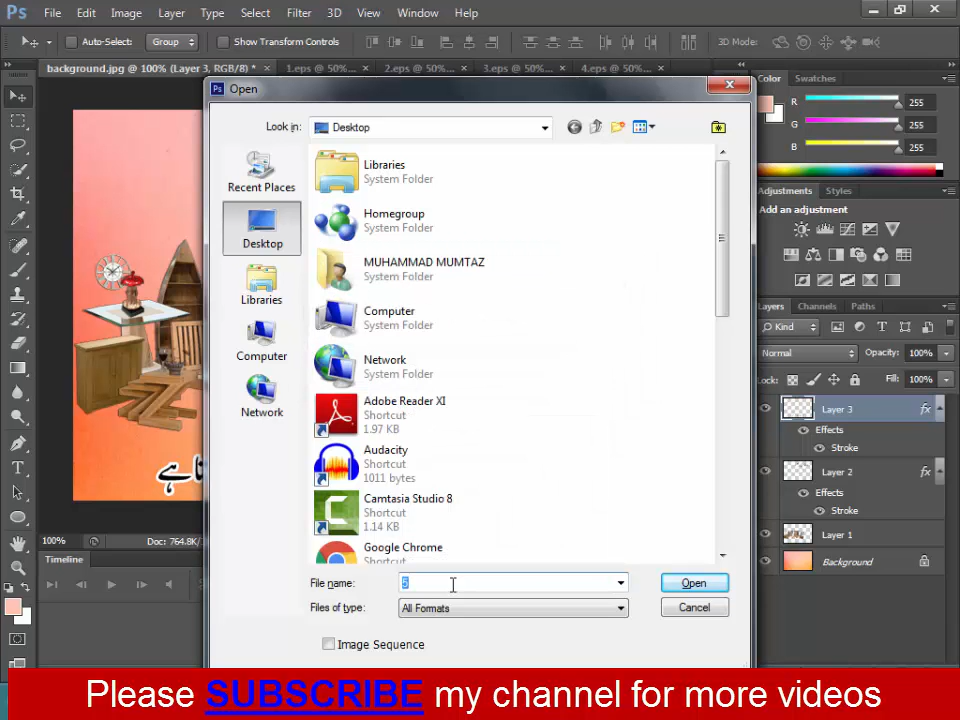 Ps File Edit Image Layer Type Select Filter 3D View Window Help
Auto-Select: Group Show Transform Controls 3D Mode:
background.jpg @ 100% (Layer 3, RGB/8) * × 1.eps @ 50%... × 2.eps @ 50%... × 3.eps @ 50%... × 4.eps @ 50%... ×
Ps Open
Look in: Desktop
Recent Places
Desktop
Libraries
Computer
Network
Libraries
System Folder
Homegroup
System Folder
MUHAMMAD MUMTAZ
System Folder
Computer
System Folder
Network
System Folder
Adobe Reader XI
Shortcut
1.97 KB
Audacity
Shortcut
1011 bytes
Camtasia Studio 8
Shortcut
1.14 KB
Google Chrome
Shortcut
File name: 5 Open
Files of type: All Formats Cancel
Image Sequence
Color Swatches
R 255
G 255
B 255
Adjustments Styles
Add an adjustment
Layers Channels Paths
Kind
Normal Opacity: 100%
Lock: Fill: 100%
Layer 3 fx
Effects
Stroke
Layer 2 fx
Effects
Stroke
Layer 1
Background
100% Doc: 764.8K/
Timeline
Please SUBSCRIBE my channel for more videos